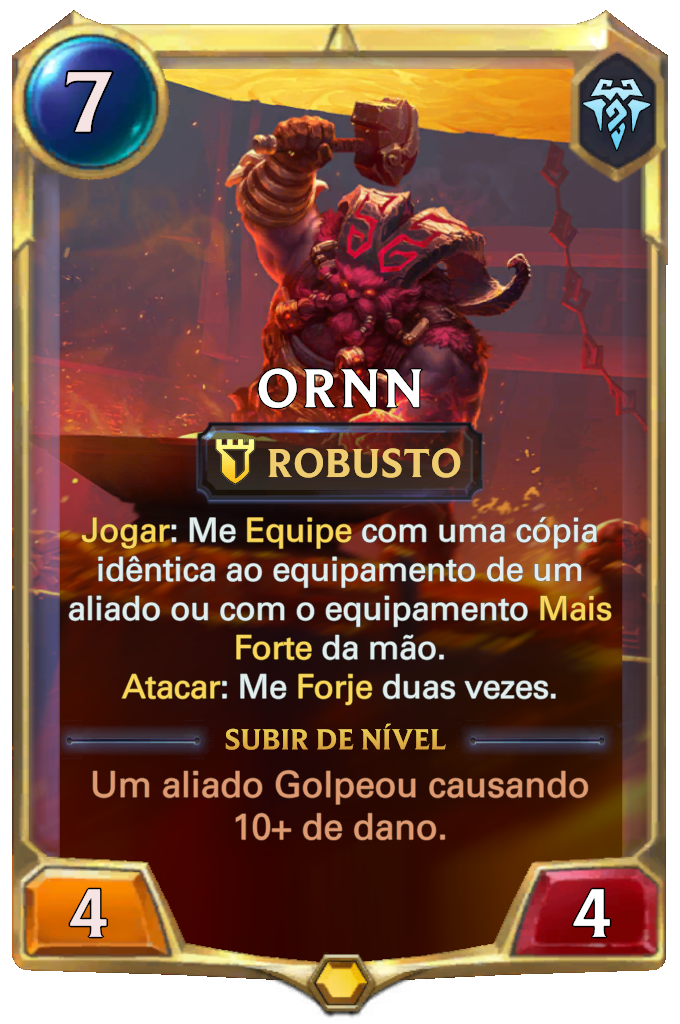 7
ORNN
ROBUSTO
Jogar: Me Equipe com uma cópia
idêntica ao equipamento de um
aliado ou com o equipamento Mais
Forte da mão.
Atacar: Me Forje duas vezes.
SUBIR DE NÍVEL
Um aliado Golpeou causando
10+ de dano.
4
4